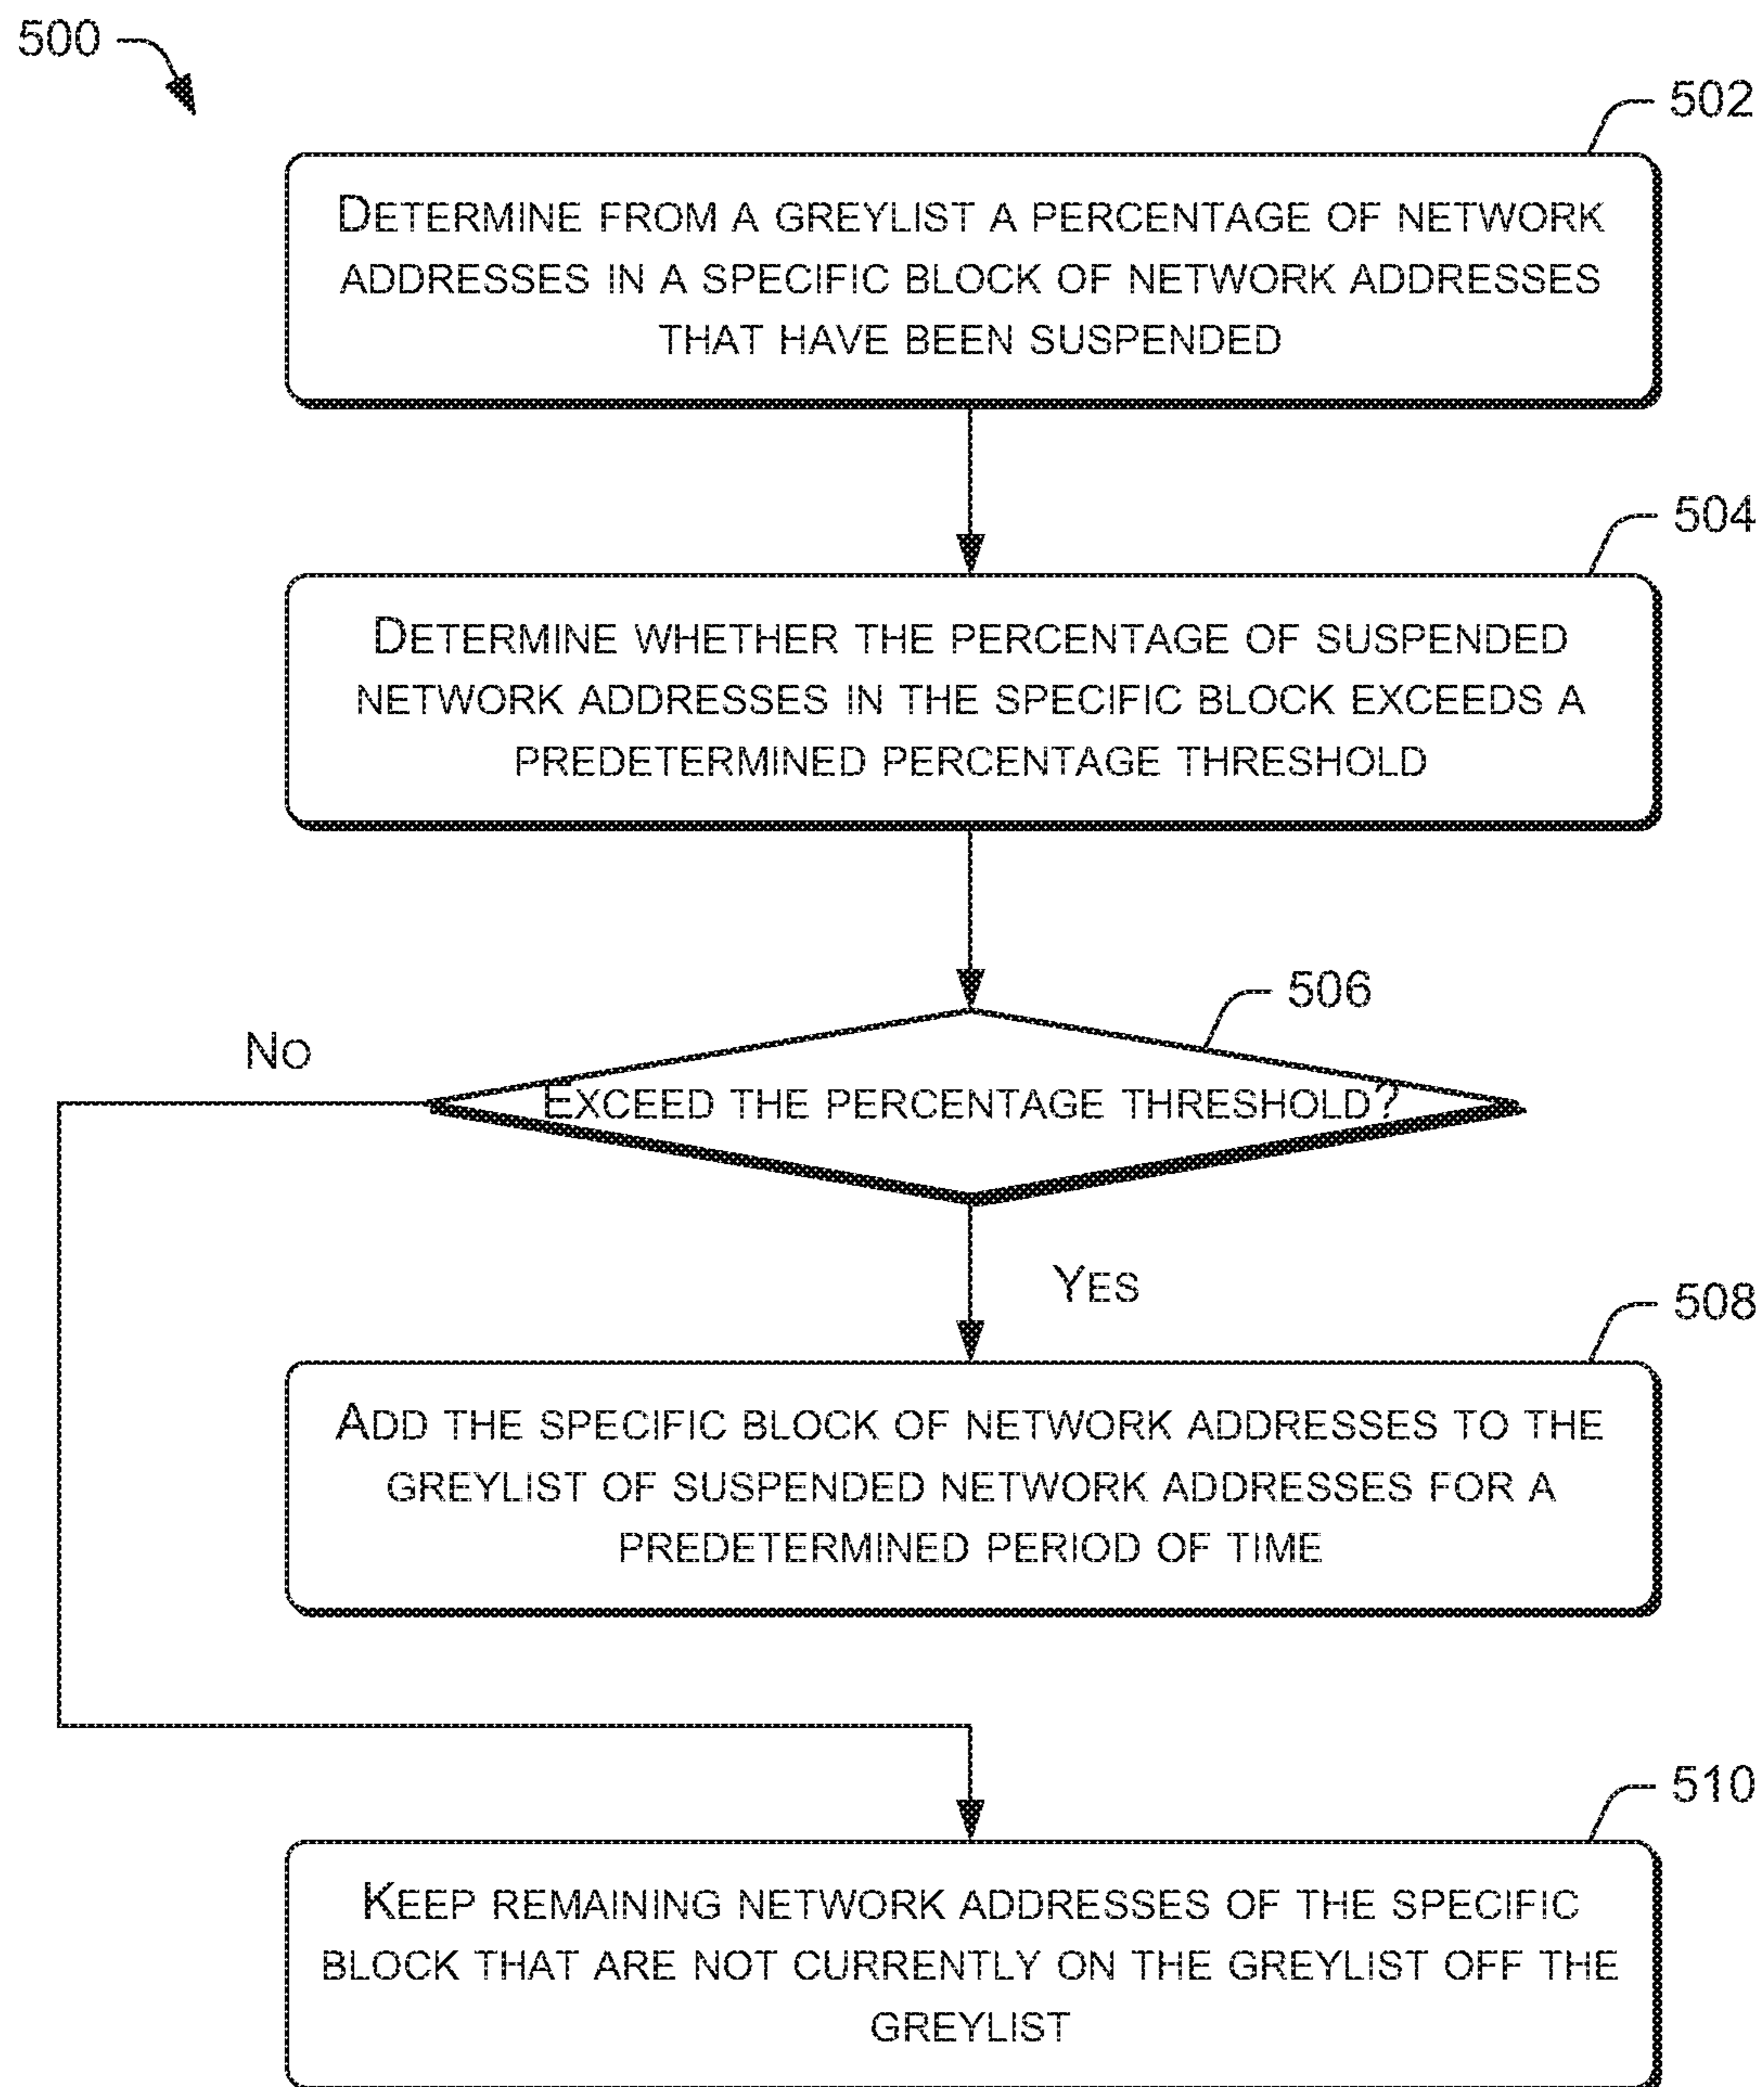 500
502
DETERMINE FROM A GREYLIST A PERCENTAGE OF NETWORK
ADDRESSES IN A SPECIFIC BLOCK OF NETWORK ADDRESSES
THAT HAVE BEEN SUSPENDED
504
DETERMINE WHETHER THE PERCENTAGE OF SUSPENDED
NETWORK ADDRESSES IN THE SPECIFIC BLOCK EXCEEDS A
PREDETERMINED PERCENTAGE THRESHOLD
506
NO
EXCEED THE PERCENTAGE THRESHOLD?
YES
508
ADD THE SPECIFIC BLOCK OF NETWORK ADDRESSES TO THE
GREYLIST OF SUSPENDED NETWORK ADDRESSES FOR A
PREDETERMINED PERIOD OF TIME
510
KEEP REMAINING NETWORK ADDRESSES OF THE SPECIFIC
BLOCK THAT ARE NOT CURRENTLY ON THE GREYLIST OFF THE
GREYLIST